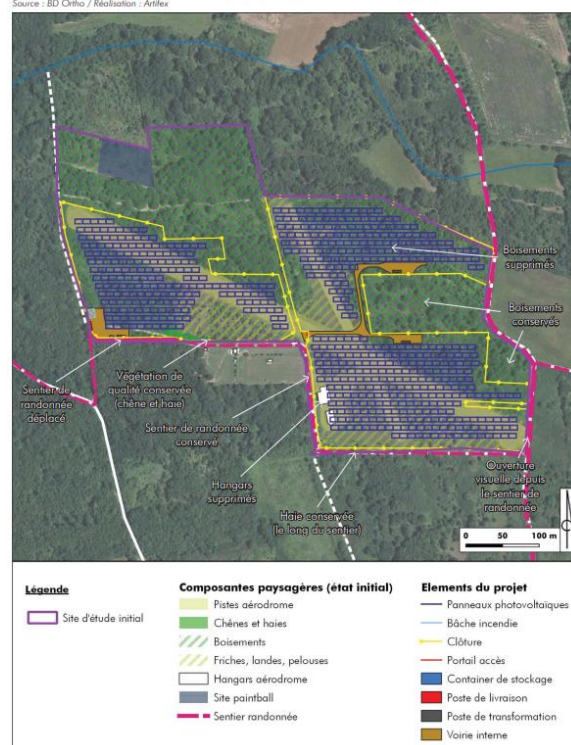 Source : BD Ortho / Réalisation : Artifex
Boisements
supprimés
Boisements
conservés
Sentier de
randonnée
déplacé
Végétation de
qualité conservée
(chêne et haie)
Sentier de randonnée
conservé
Hangars
supprimés
Haie conservée
(le long du sentier)
Ouverture
visuelle depuis
le sentier de
randonnée
0 50 100 m
Légende
Site d'étude initial
Composantes paysagères (état initial)
Pistes aérodrome
Chênes et haies
Boisements
Friches, landes, pelouses
Hangars aérodrome
Site paintball
Sentier randonnée
Elements du projet
Panneaux photovoltaïques
Bâche incendie
Clôture
Portail accès
Container de stockage
Poste de livraison
Poste de transformation
Voirie interne